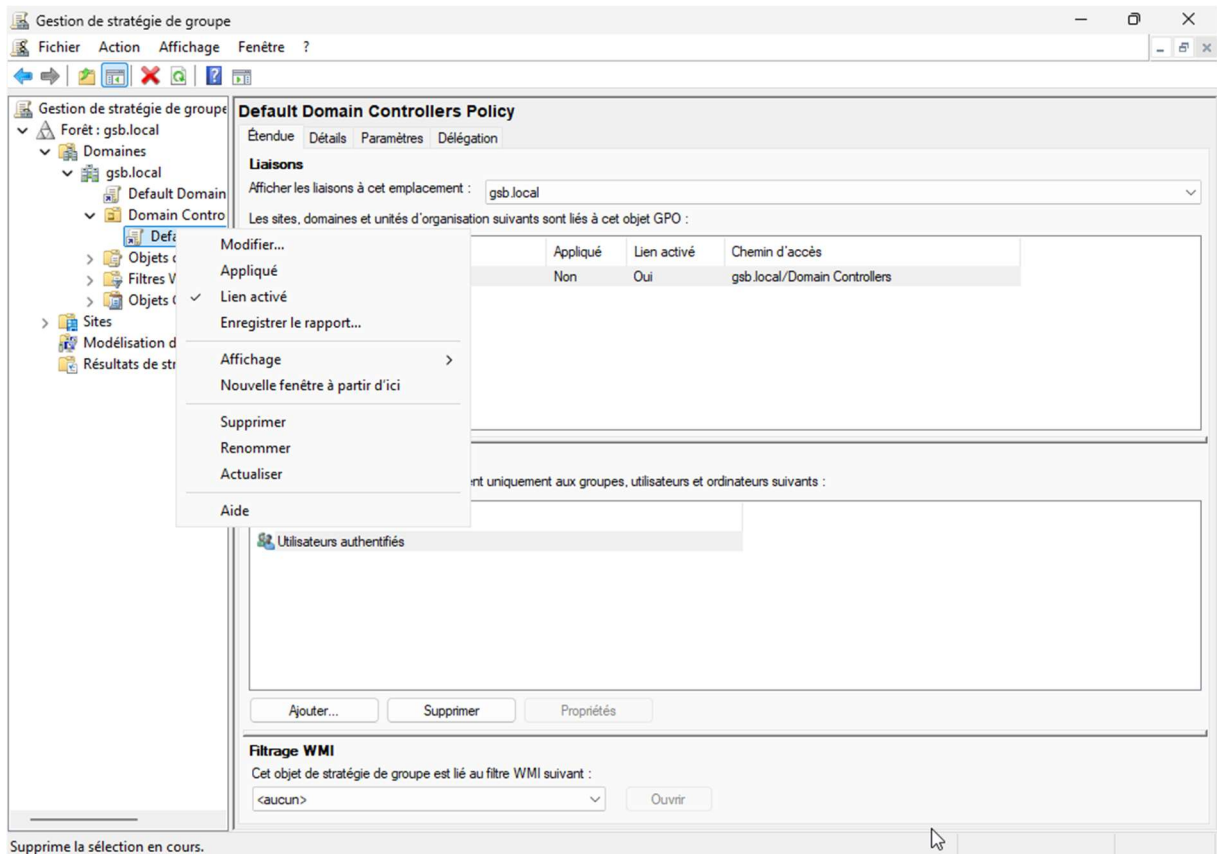 Gestion de stratégie de groupe
Fichier Action Affichage Fenêtre ?
Gestion de stratégie de groupe
Forêt : gsb.local
Domaines
gsb.local
Default Domain
Domain Contro
Defa
Objets
Filtres
Objets
Sites
Modélisation d
Résultats de str
Default Domain Controllers Policy
Étendue Détails Paramètres Délégation
Liaisons
Afficher les liaisons à cet emplacement : gsb.local
Les sites, domaines et unités d'organisation suivants sont liés à cet objet GPO :
Appliqué Lien activé Chemin d'accès
Non Oui gsb.local/Domain Controllers
Modifier...
Appliqué
Lien activé
Enregistrer le rapport...
Affichage
Nouvelle fenêtre à partir d'ici
Supprimer
Renommer
Actualiser
Aide
nt uniquement aux groupes, utilisateurs et ordinateurs suivants :
Utilisateurs authentifiés
Ajouter... Supprimer Propriétés
Filtrage WMI
Cet objet de stratégie de groupe est lié au filtre WMI suivant :
<aucun> Ouvrir
Supprime la sélection en cours.